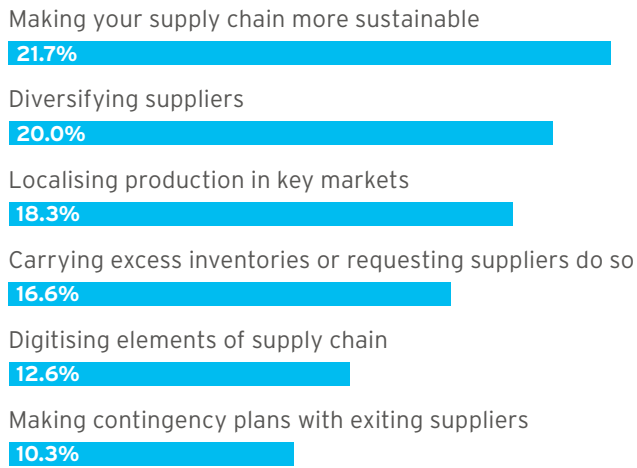 Making your supply chain more sustainable
21.7%
Diversifying suppliers
20.0%
Localising production in key markets
18.3%
Carrying excess inventories or requesting suppliers do so
16.6%
Digitising elements of supply chain
12.6%
Making contingency plans with exiting suppliers
10.3%